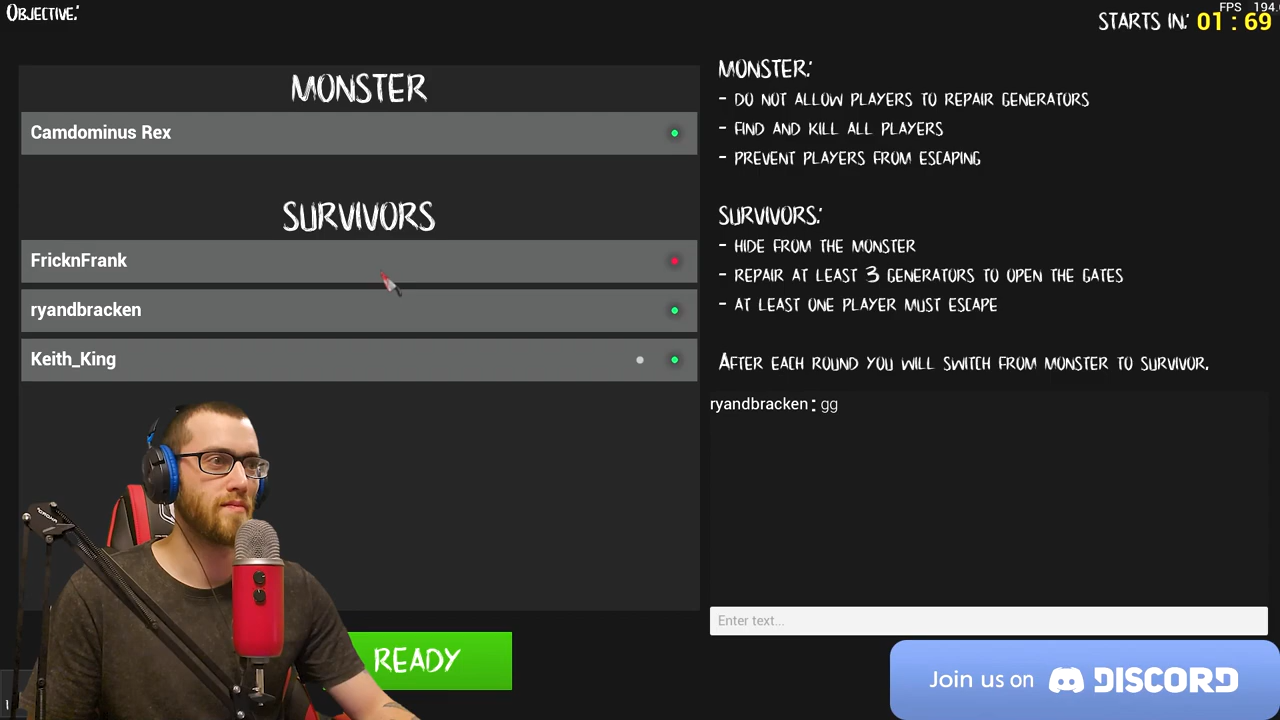 Objective:
FPS 194.
Starts in: 01 : 69
Monster
Camdominus Rex
Survivors
FricknFrank
ryandbracken
Keith_King
Ready
Monster:
- Do not allow players to repair generators
- Find and kill all players
- Prevent players from escaping
Survivors:
- Hide from the monster
- Repair at least 3 generators to open the gates
- At least one player must escape
After each round you will switch from monster to survivor.
ryandbracken : gg
Enter text...
Join us on DISCORD